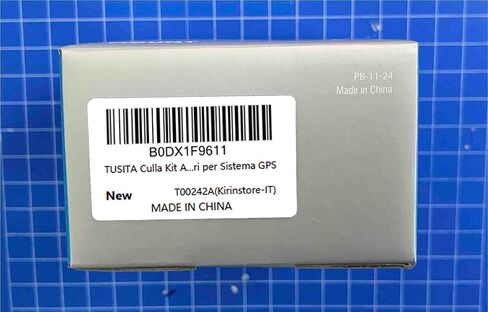 PB-11-24
Made in China
B0DX1F9611
TUSITA Culla Kit A...ri per Sistema GPS
New
T00242A(Kirinstore-IT)
MADE IN CHINA